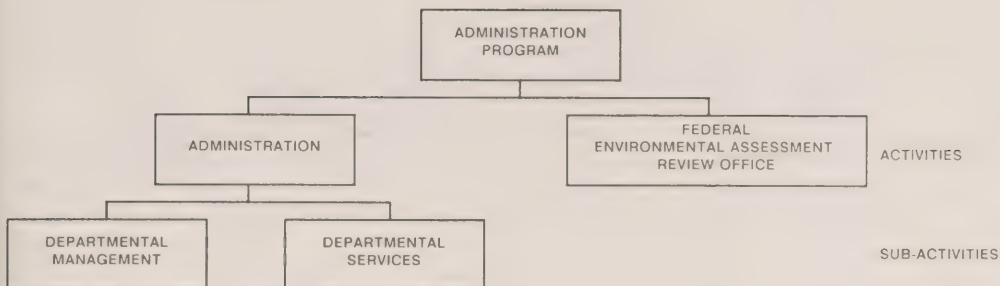 ADMINISTRATION
PROGRAM
ADMINISTRATION
FEDERAL
ENVIRONMENTAL ASSESSMENT
REVIEW OFFICE
ACTIVITIES
DEPARTMENTAL
MANAGEMENT
DEPARTMENTAL
SERVICES
SUB-ACTIVITIES